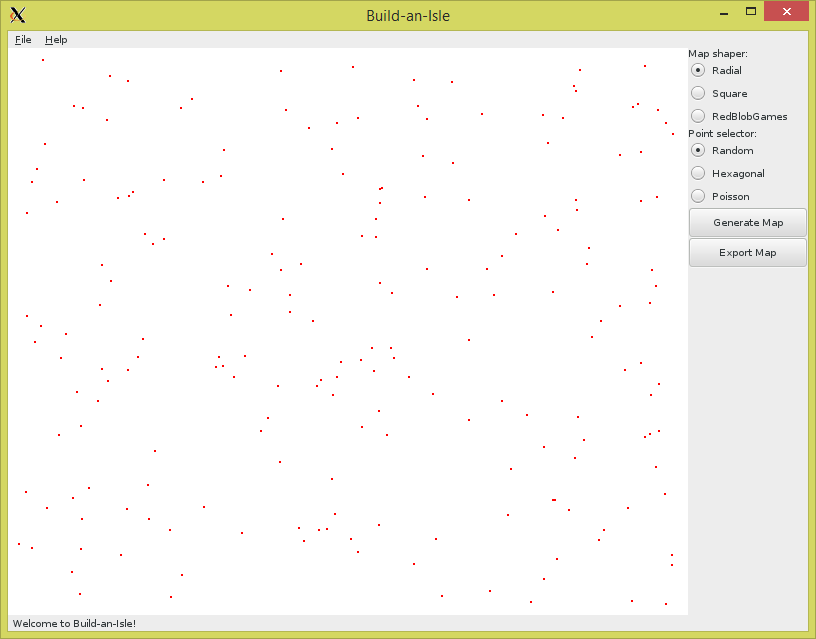 Build-an-Isle
File Help
Map shaper:
Radial
Square
RedBlobGames
Point selector:
Random
Hexagonal
Poisson
Generate Map
Export Map
Welcome to Build-an-Isle!